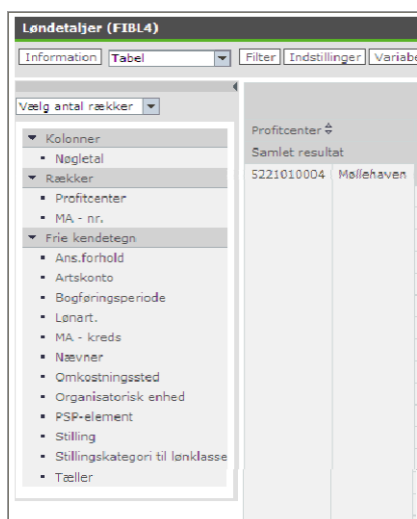 Løndetaljer (FIBL4)
Information Tabel Filter Indstillinger Variabe
Vælg antal rækker
Kolonner
Nøgletal
Rækker
Profitcenter
MA - nr.
Frie kendetegn
Ans.forhold
Artskonto
Bogføringsperiode
Lønart.
MA - kreds
Nævner
Omkostningssted
Organisatorisk enhed
PSP-element
Stilling
Stillingskategori til lønklasse
Tæller
Profitcenter
Samlet resultat
5221010004 Møllehaven